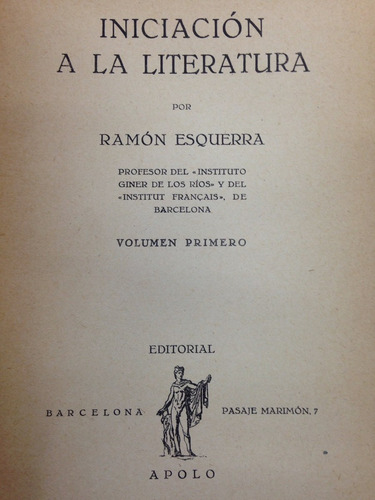 INICIACIÓN
A LA LITERATURA
POR
RAMÓN ESQUERRA
PROFESOR DEL «INSTITUTO
GINER DE LOS RÍOS» Y DEL
«INSTITUT FRANÇAIS», DE
BARCELONA
VOLUMEN PRIMERO
EDITORIAL
BARCELONA PASAJE MARIMÓN, 7
APOLO